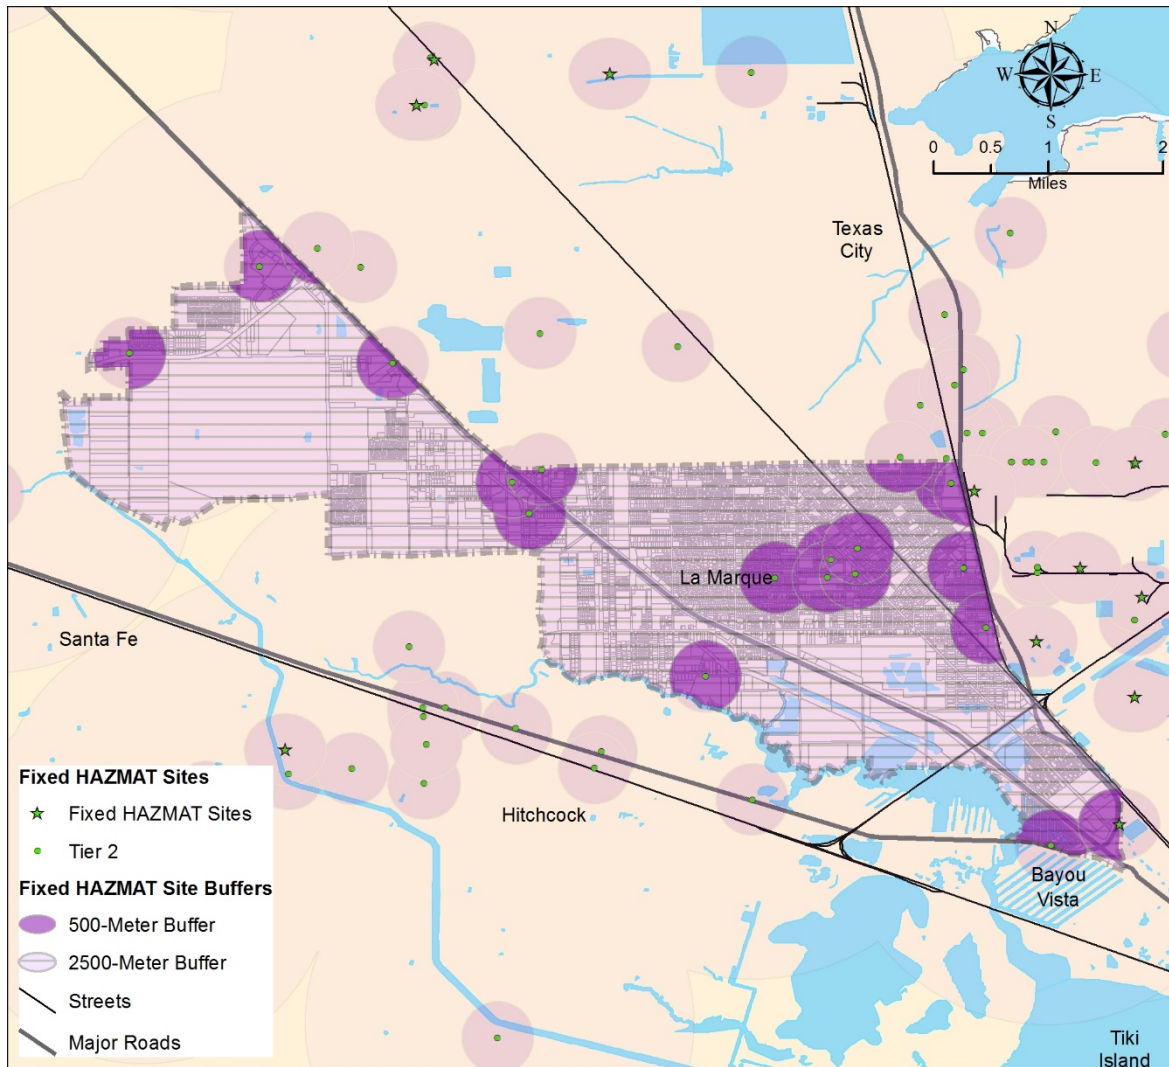 N
W
E
S
0
0.5
1
2
Miles
Texas
City
La Marque
Santa Fe
Hitchcock
Bayou
Vista
Tiki
Island
Fixed HAZMAT Sites
Fixed HAZMAT Sites
Tier 2
Fixed HAZMAT Site Buffers
500-Meter Buffer
2500-Meter Buffer
Streets
Major Roads